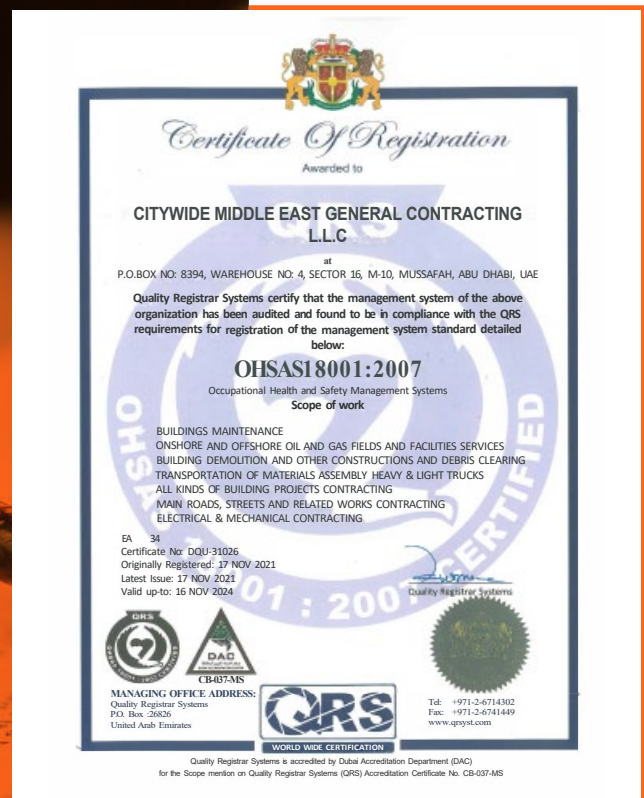 Certificate Of Registration
Awarded to
CITYWIDE MIDDLE EAST GENERAL CONTRACTING
L.L.C
at
P.O.BOX NO: 8394, WAREHOUSE NO: 4, SECTOR 16, M-10, MUSSAFAH, ABU DHABI, UAE
Quality Registrar Systems certify that the management system of the above
organization has been audited and found to be in compliance with the QRS
requirements for registration of the management system standard detailed
below:
OHSAS18001:2007
Occupational Health and Safety Management Systems
Scope of work
BUILDINGS MAINTENANCE
ONSHORE AND OFFSHORE OIL AND GAS FIELDS AND FACILITIES SERVICES
BUILDING DEMOLITION AND OTHER CONSTRUCTIONS AND DEBRIS CLEARING
TRANSPORTATION OF MATERIALS ASSEMBLY HEAVY & LIGHT TRUCKS
ALL KINDS OF BUILDING PROJECTS CONTRACTING
MAIN ROADS, STREETS AND RELATED WORKS CONTRACTING
ELECTRICAL & MECHANICAL CONTRACTING
EA 34
Certificate No: DQU-31026
Originally Registered: 17 NOV 2021
Latest Issue: 17 NOV 2021
Valid up-to: 16 NOV 2024
Quality Registrar Systems
QRS
OHSAS 18001 : 2007 CERTIFIED
QRS
DAC
CB-037-MS
MANAGING OFFICE ADDRESS:
Quality Registrar Systems
P.O. Box :26826
United Arab Emirates
QRS
WORLD WIDE CERTIFICATION
Tel: +971-2-6714302
Fax: +971-2-6741449
www.qrsyst.com
Quality Registrar Systems is accredited by Dubai Accreditation Department (DAC)
for the Scope mention on Quality Registrar Systems (QRS) Accreditation Certificate No. CB-037-MS